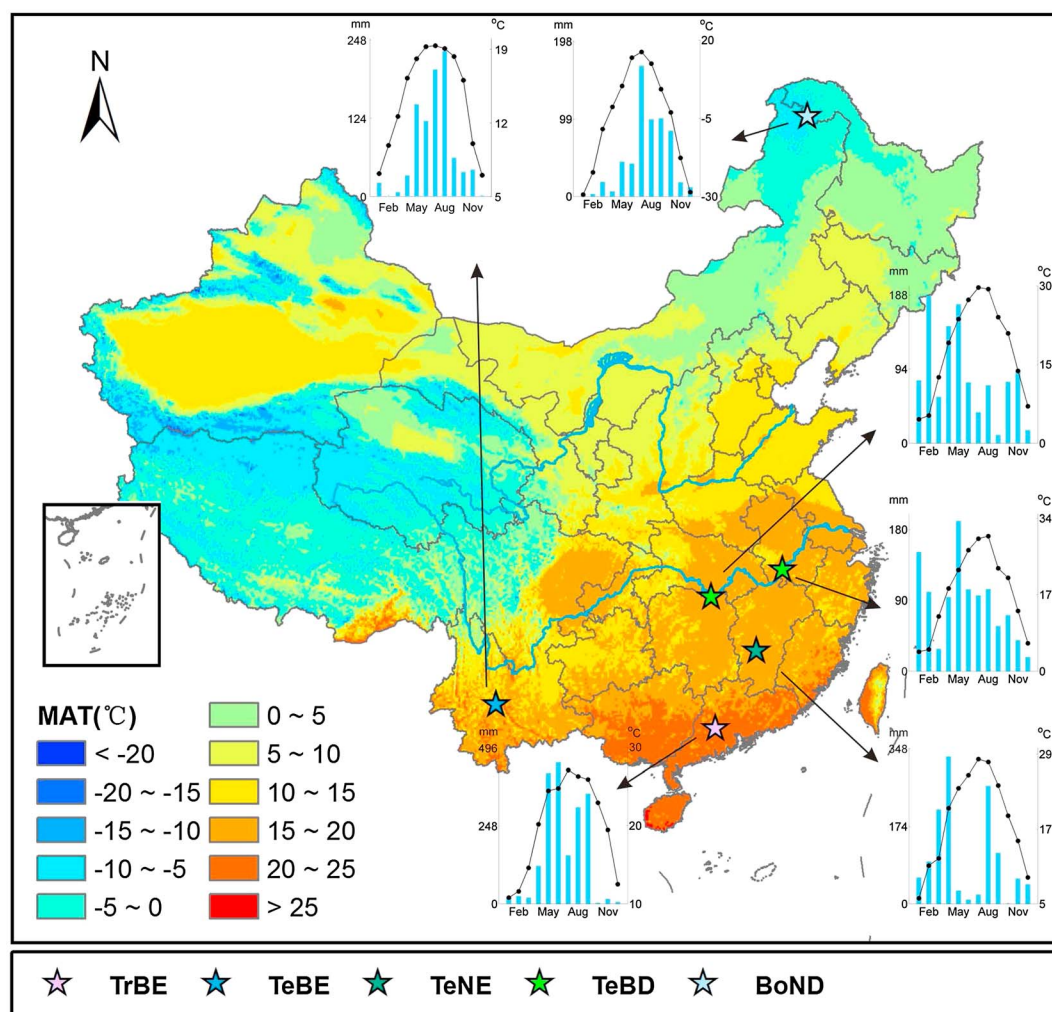 N
mm
°C
248
19
124
12
0
5
Feb May Aug Nov
mm
°C
198
20
99
-5
0
-30
Feb May Aug Nov
mm
°C
188
30
94
15
0
0
Feb May Aug Nov
mm
°C
180
34
90
17
0
0
Feb May Aug Nov
mm
°C
348
29
174
17
0
5
Feb May Aug Nov
mm
°C
496
30
248
20
0
10
Feb May Aug Nov
MAT(℃)
< -20
-20 ~ -15
-15 ~ -10
-10 ~ -5
-5 ~ 0
0 ~ 5
5 ~ 10
10 ~ 15
15 ~ 20
20 ~ 25
> 25
TrBE TeBE TeNE TeBD BoND